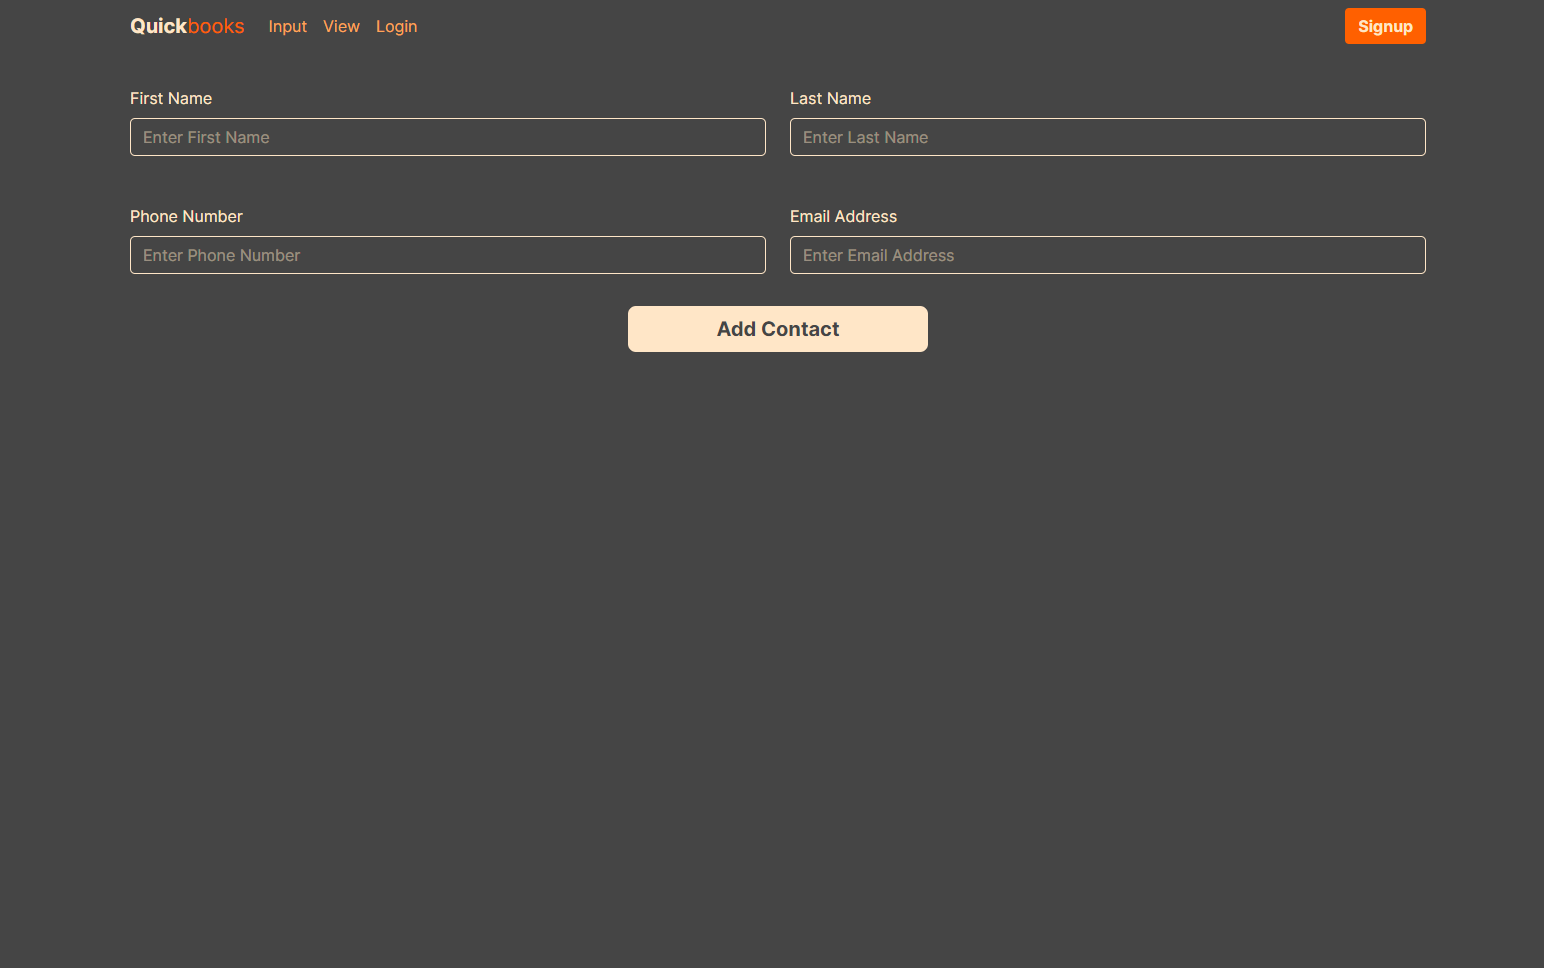 Quickbooks Input View Login Signup
First Name Last Name
Enter First Name Enter Last Name
Phone Number Email Address
Enter Phone Number Enter Email Address
Add Contact